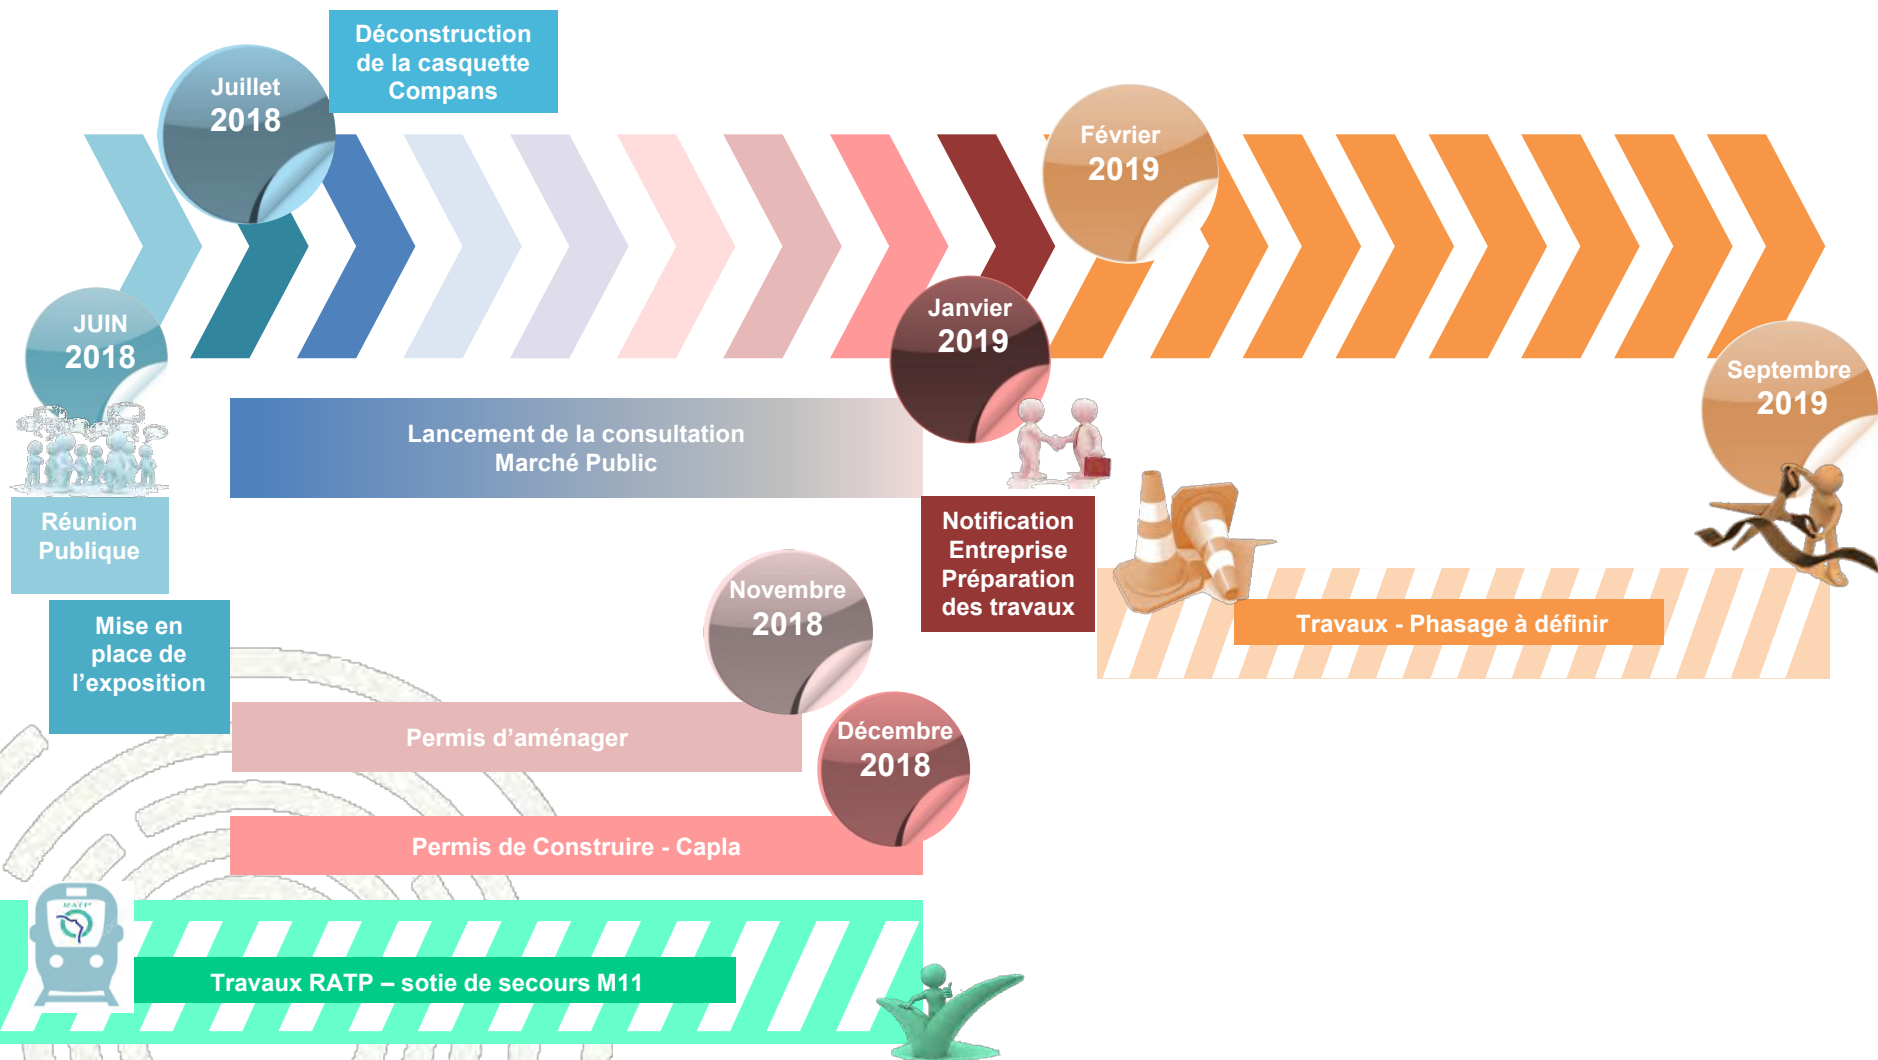 Déconstruction
de la casquette
Compans
Juillet
2018
Février
2019
JUIN
2018
Janvier
2019
Septembre
2019
Lancement de la consultation
Marché Public
Réunion
Publique
Notification
Entreprise
Préparation
des travaux
Mise en
place de
l’exposition
Novembre
2018
Travaux - Phasage à définir
Permis d’aménager
Décembre
2018
Permis de Construire - Capla
RATP
Travaux RATP – sotie de secours M11